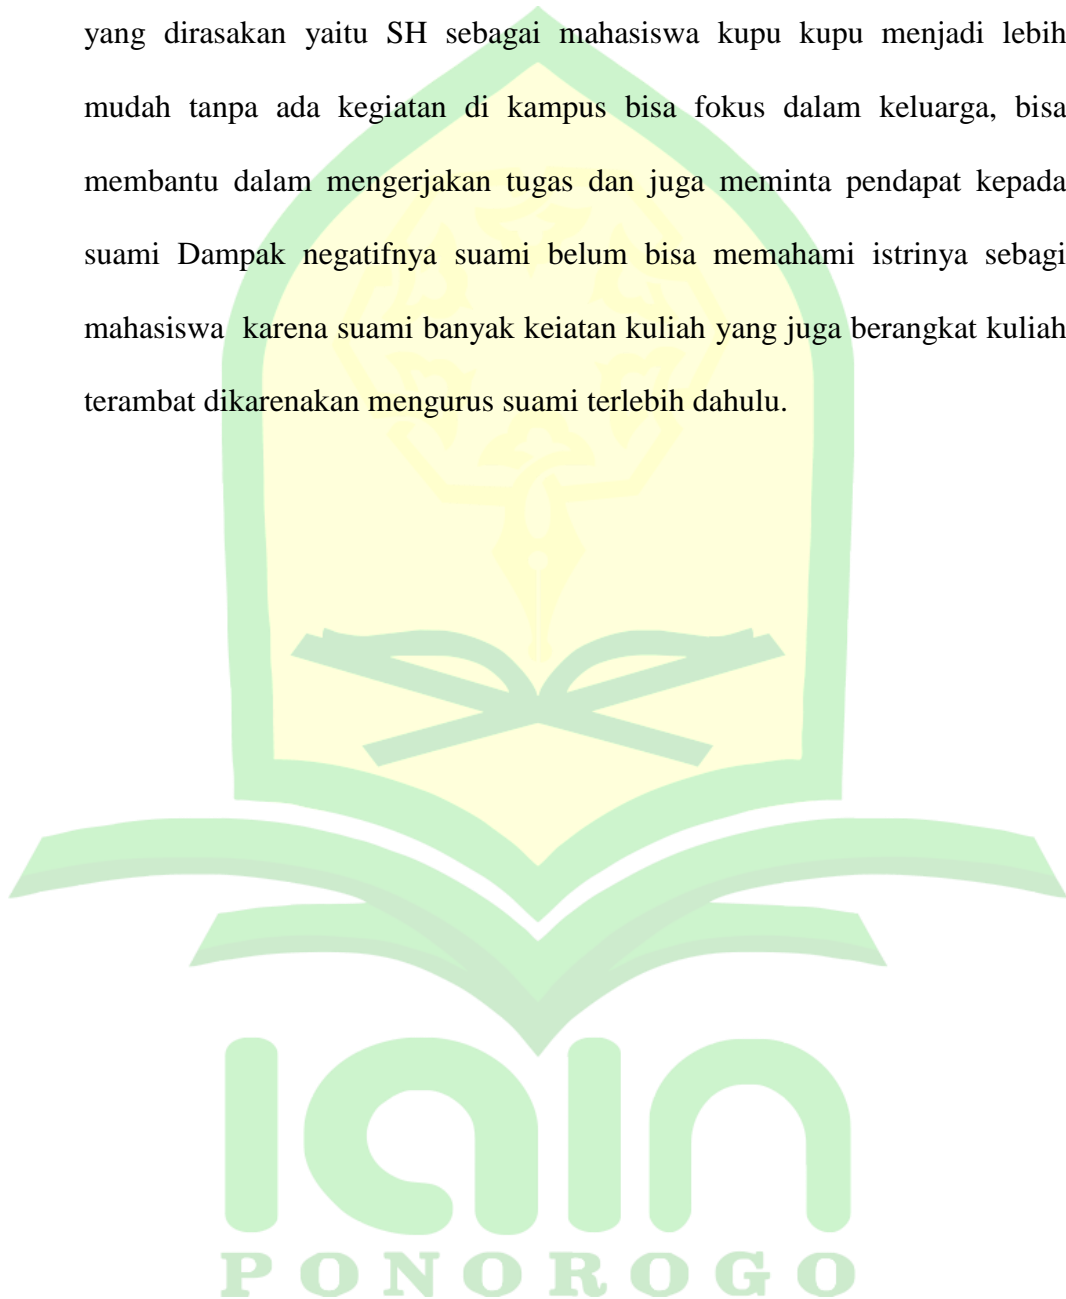 yang dirasakan yaitu SH sebagai mahasiswa kupu kupu menjadi lebih
mudah tanpa ada kegiatan di kampus bisa fokus dalam keluarga, bisa
membantu dalam mengerjakan tugas dan juga meminta pendapat kepada
suami Dampak negatifnya suami belum bisa memahami istrinya sebagi
mahasiswa karena suami banyak keiatan kuliah yang juga berangkat kuliah
terambat dikarenakan mengurus suami terlebih dahulu.
IAIN
PONOROGO